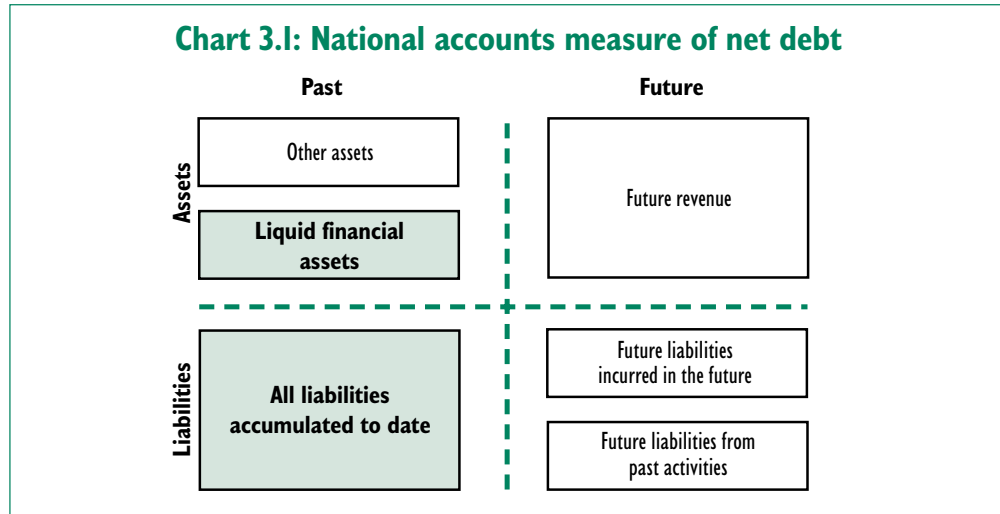 Chart 3.1: National accounts measure of net debt
Past
Future
Assets
Other assets
Liquid financial
assets
Future revenue
Liabilities
All liabilities
accumulated to date
Future liabilities
incurred in the future
Future liabilities from
past activities